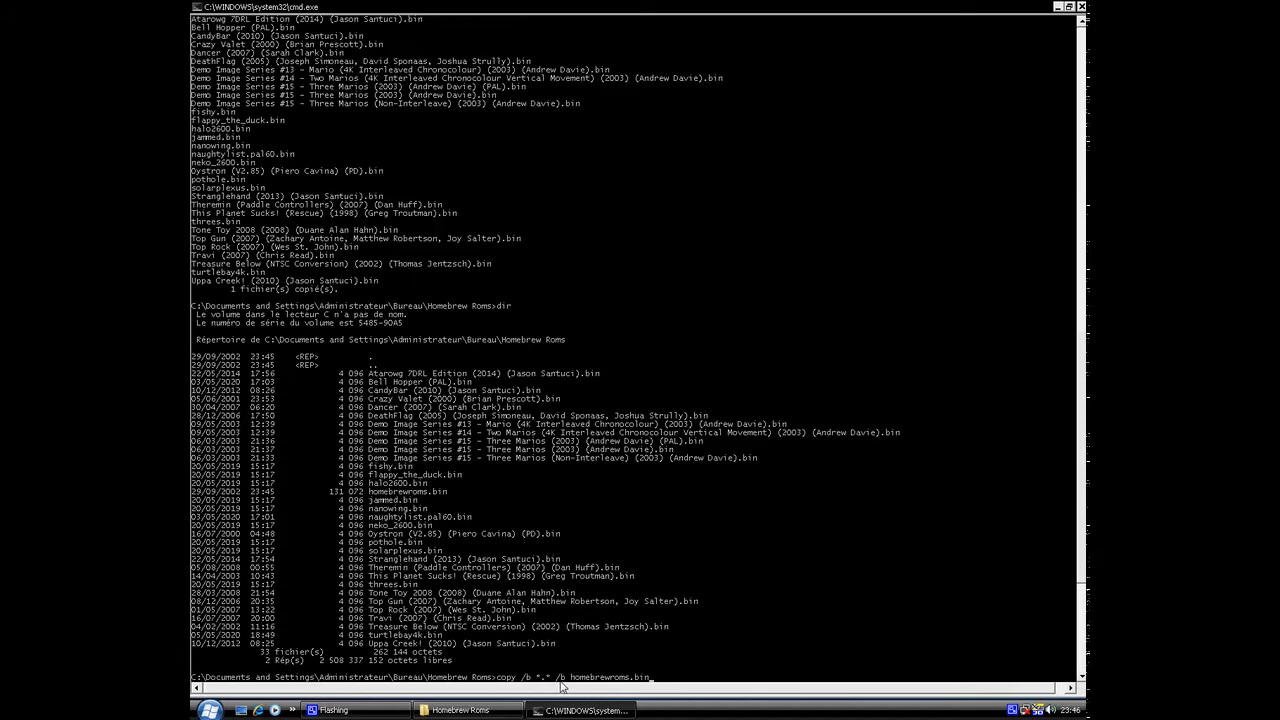 C:\WINDOWS\system32\cmd.exe
Atarowg 7DRL Edition (2014) (Jason Santuci).bin
Bell Hopper (PAL).bin
CandyBar (2010) (Jason Santuci).bin
Crazy Valet (2000) (Brian Prescott).bin
Dancer (2007) (Sarah Clark).bin
DeathFlag (2005) (Joseph Simoneau, David Sponaas, Joshua Strully).bin
Demo Image Series #13 - Mario (4K Interleaved Chronocolour) (2003) (Andrew Davie).bin
Demo Image Series #14 - Two Marios (4K Interleaved Chronocolour Vertical Movement) (2003) (Andrew Davie).bin
Demo Image Series #15 - Three Marios (2003) (Andrew Davie) (PAL).bin
Demo Image Series #15 - Three Marios (2003) (Andrew Davie).bin
Demo Image Series #15 - Three Marios (Non-Interleave) (2003) (Andrew Davie).bin
fishy.bin
flappy_the_duck.bin
halo2600.bin
jammed.bin
nanowing.bin
naughtylist.pal60.bin
neko_2600.bin
Oystron (V2.85) (Piero Cavina) (PD).bin
pothole.bin
solarplexus.bin
Stranglehand (2013) (Jason Santuci).bin
Theremin (Paddle Controllers) (2007) (Dan Huff).bin
This Planet Sucks! (Rescue) (1998) (Greg Troutman).bin
threes.bin
Tone Toy 2008 (2008) (Duane Alan Hahn).bin
Top Gun (2007) (Zachary Antoine, Matthew Robertson, Joy Salter).bin
Top Rock (2007) (Wes St. John).bin
Travi (2007) (Chris Read).bin
Treasure Below (NTSC Conversion) (2002) (Thomas Jentzsch).bin
turtlebay4k.bin
Uppa Creek! (2010) (Jason Santuci).bin
1 fichier(s) copié(s).
C:\Documents and Settings\Administrateur\Bureau\Homebrew Roms>dir
Le volume dans le lecteur C n'a pas de nom.
Le numéro de série du volume est 5485-90A5
Répertoire de C:\Documents and Settings\Administrateur\Bureau\Homebrew Roms
29/09/2002 23:45 <REP> .
29/09/2002 23:45 <REP> ..
22/05/2014 17:56 4 096 Atarowg 7DRL Edition (2014) (Jason Santuci).bin
03/05/2020 17:03 4 096 Bell Hopper (PAL).bin
10/12/2012 08:26 4 096 CandyBar (2010) (Jason Santuci).bin
05/06/2001 23:53 4 096 Crazy Valet (2000) (Brian Prescott).bin
30/04/2007 06:20 4 096 Dancer (2007) (Sarah Clark).bin
28/12/2006 17:50 4 096 DeathFlag (2005) (Joseph Simoneau, David Sponaas, Joshua Strully).bin
09/05/2003 12:39 4 096 Demo Image Series #13 - Mario (4K Interleaved Chronocolour) (2003) (Andrew Davie).bin
09/05/2003 12:39 4 096 Demo Image Series #14 - Two Marios (4K Interleaved Chronocolour Vertical Movement) (2003) (Andrew Davie).bin
06/03/2003 21:36 4 096 Demo Image Series #15 - Three Marios (2003) (Andrew Davie) (PAL).bin
06/03/2003 21:37 4 096 Demo Image Series #15 - Three Marios (2003) (Andrew Davie).bin
06/03/2003 21:33 4 096 Demo Image Series #15 - Three Marios (Non-Interleave) (2003) (Andrew Davie).bin
20/05/2019 15:17 4 096 fishy.bin
20/05/2019 15:17 4 096 flappy_the_duck.bin
20/05/2019 15:17 4 096 halo2600.bin
29/09/2002 23:45 131 072 homebrewroms.bin
20/05/2019 15:17 4 096 jammed.bin
20/05/2019 15:17 4 096 nanowing.bin
03/05/2020 17:01 4 096 naughtylist.pal60.bin
20/05/2019 15:17 4 096 neko_2600.bin
16/07/2000 04:48 4 096 Oystron (V2.85) (Piero Cavina) (PD).bin
20/05/2019 15:17 4 096 pothole.bin
20/05/2019 15:17 4 096 solarplexus.bin
22/05/2014 17:54 4 096 Stranglehand (2013) (Jason Santuci).bin
05/08/2008 00:55 4 096 Theremin (Paddle Controllers) (2007) (Dan Huff).bin
14/04/2003 10:43 4 096 This Planet Sucks! (Rescue) (1998) (Greg Troutman).bin
20/05/2019 15:17 4 096 threes.bin
28/03/2008 21:54 4 096 Tone Toy 2008 (2008) (Duane Alan Hahn).bin
08/12/2006 20:35 4 096 Top Gun (2007) (Zachary Antoine, Matthew Robertson, Joy Salter).bin
01/05/2007 13:22 4 096 Top Rock (2007) (Wes St. John).bin
16/07/2007 20:00 4 096 Travi (2007) (Chris Read).bin
04/02/2002 11:16 4 096 Treasure Below (NTSC Conversion) (2002) (Thomas Jentzsch).bin
05/05/2020 18:49 4 096 turtlebay4k.bin
10/12/2012 08:25 4 096 Uppa Creek! (2010) (Jason Santuci).bin
33 fichier(s) 262 144 octets
2 Rép(s) 2 508 337 152 octets libres
C:\Documents and Settings\Administrateur\Bureau\Homebrew Roms>copy /b *.* /b homebrewroms.bin_
Flashing
Homebrew Roms
C:\WINDOWS\system...
23:46